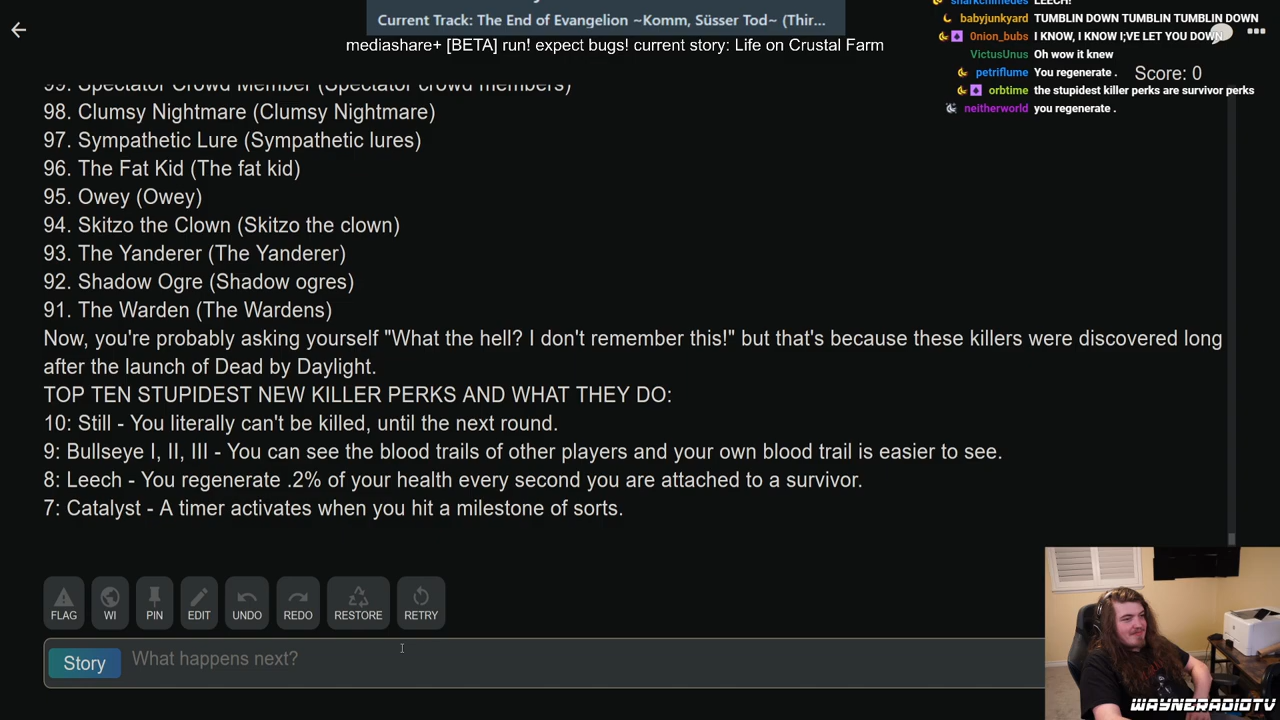 Current Track: The End of Evangelion ~Komm, Süsser Tod~ (Thir...
mediashare+ [BETA] run! expect bugs! current story: Life on Crustal Farm
sharkchimedes LEECH!
babyjunkyard TUMBLIN DOWN TUMBLIN TUMBLIN DOWN
0nion_bubs I KNOW, I KNOW I;VE LET YOU DOWN
VictusUnus Oh wow it knew
petriflume You regenerate .
orbtime the stupidest killer perks are survivor perks
neitherworld you regenerate .
Score: 0
99. Spectator Crowd Member (Spectator crowd members)
98. Clumsy Nightmare (Clumsy Nightmare)
97. Sympathetic Lure (Sympathetic lures)
96. The Fat Kid (The fat kid)
95. Owey (Owey)
94. Skitzo the Clown (Skitzo the clown)
93. The Yanderer (The Yanderer)
92. Shadow Ogre (Shadow ogres)
91. The Warden (The Wardens)
Now, you're probably asking yourself "What the hell? I don't remember this!" but that's because these killers were discovered long
after the launch of Dead by Daylight.
TOP TEN STUPIDEST NEW KILLER PERKS AND WHAT THEY DO:
10: Still - You literally can't be killed, until the next round.
9: Bullseye I, II, III - You can see the blood trails of other players and your own blood trail is easier to see.
8: Leech - You regenerate .2% of your health every second you are attached to a survivor.
7: Catalyst - A timer activates when you hit a milestone of sorts.
FLAG
WI
PIN
EDIT
UNDO
REDO
RESTORE
RETRY
Story
What happens next?
WAYNERADIOTV